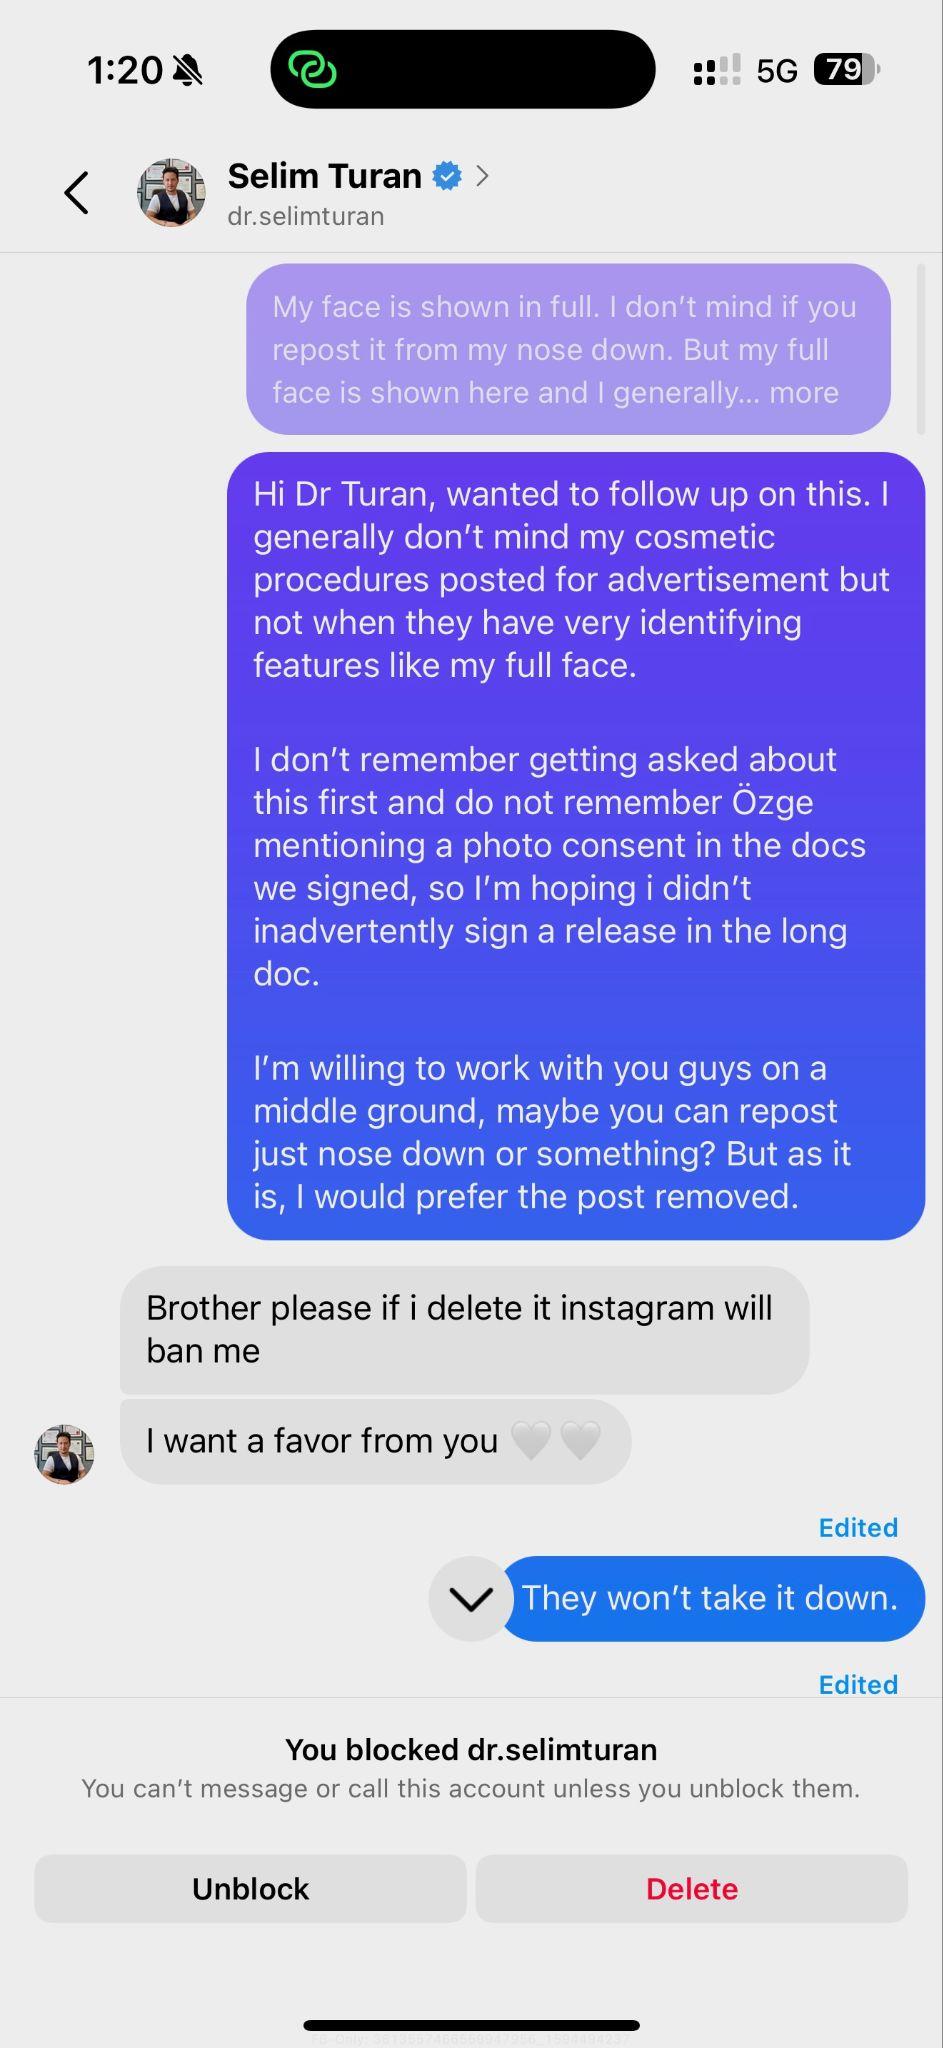 1:20
5G
79
Selim Turan
dr.selimturan
My face is shown in full. I don’t mind if you
repost it from my nose down. But my full
face is shown here and I generally... more
Hi Dr Turan, wanted to follow up on this. I
generally don’t mind my cosmetic
procedures posted for advertisement but
not when they have very identifying
features like my full face.
I don’t remember getting asked about
this first and do not remember Özge
mentioning a photo consent in the docs
we signed, so I’m hoping i didn’t
inadvertently sign a release in the long
doc.
I’m willing to work with you guys on a
middle ground, maybe you can repost
just nose down or something? But as it
is, I would prefer the post removed.
Brother please if i delete it instagram will
ban me
I want a favor from you 🤍🤍
Edited
They won’t take it down.
Edited
You blocked dr.selimturan
You can’t message or call this account unless you unblock them.
Unblock
Delete